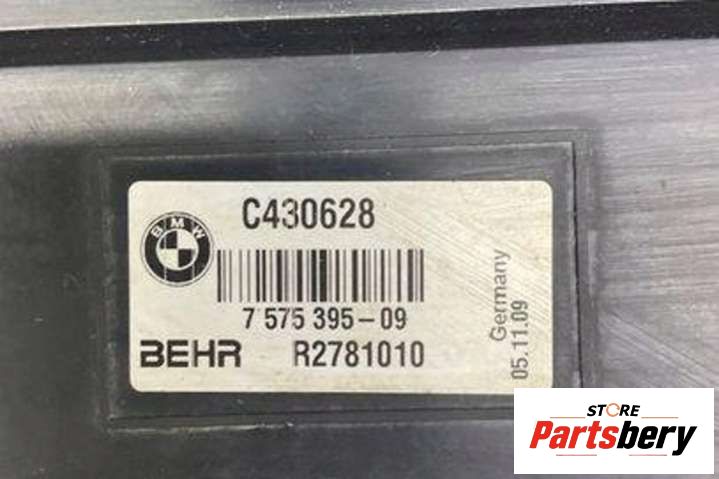 C430628
BMW
7 575 395-09
BEHR R2781010
Germany
05.11.09
STORE
Partsbery